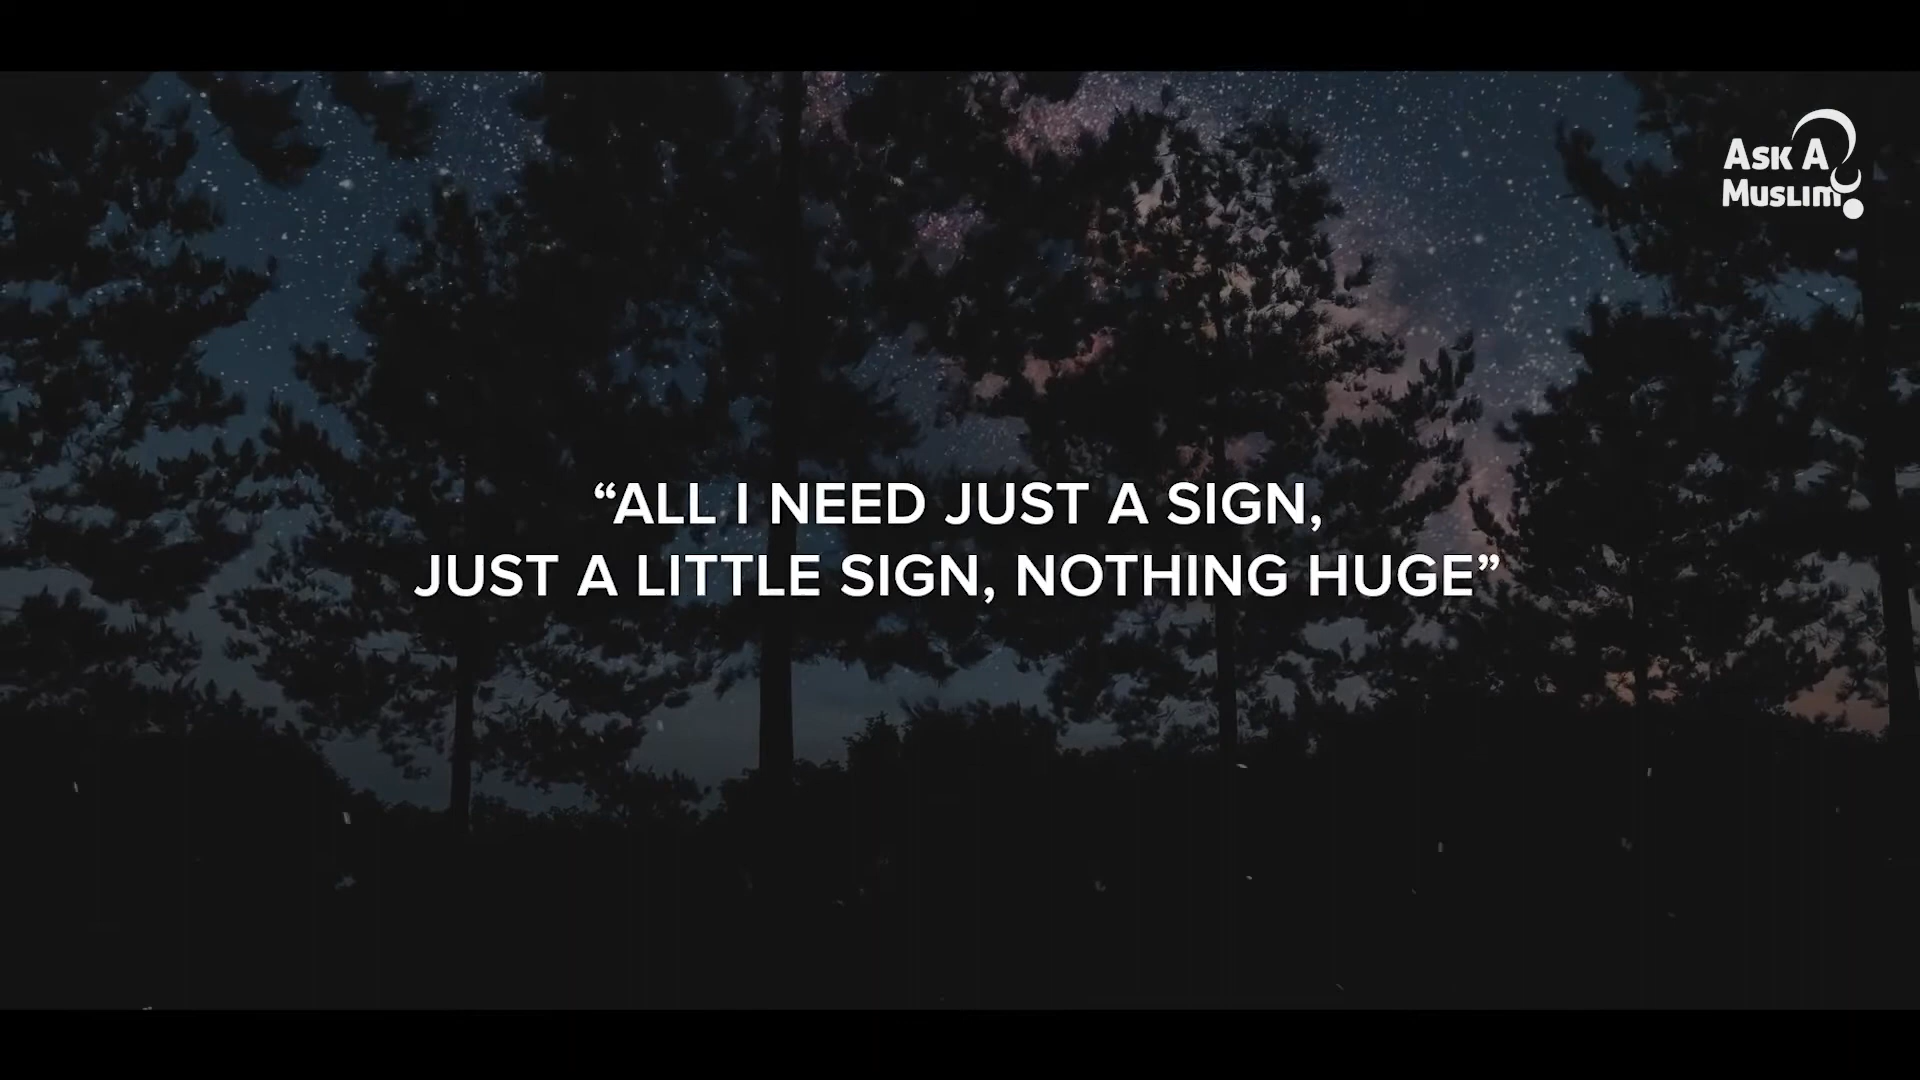 Ask A
Muslim
“ALL I NEED JUST A SIGN,
JUST A LITTLE SIGN, NOTHING HUGE”